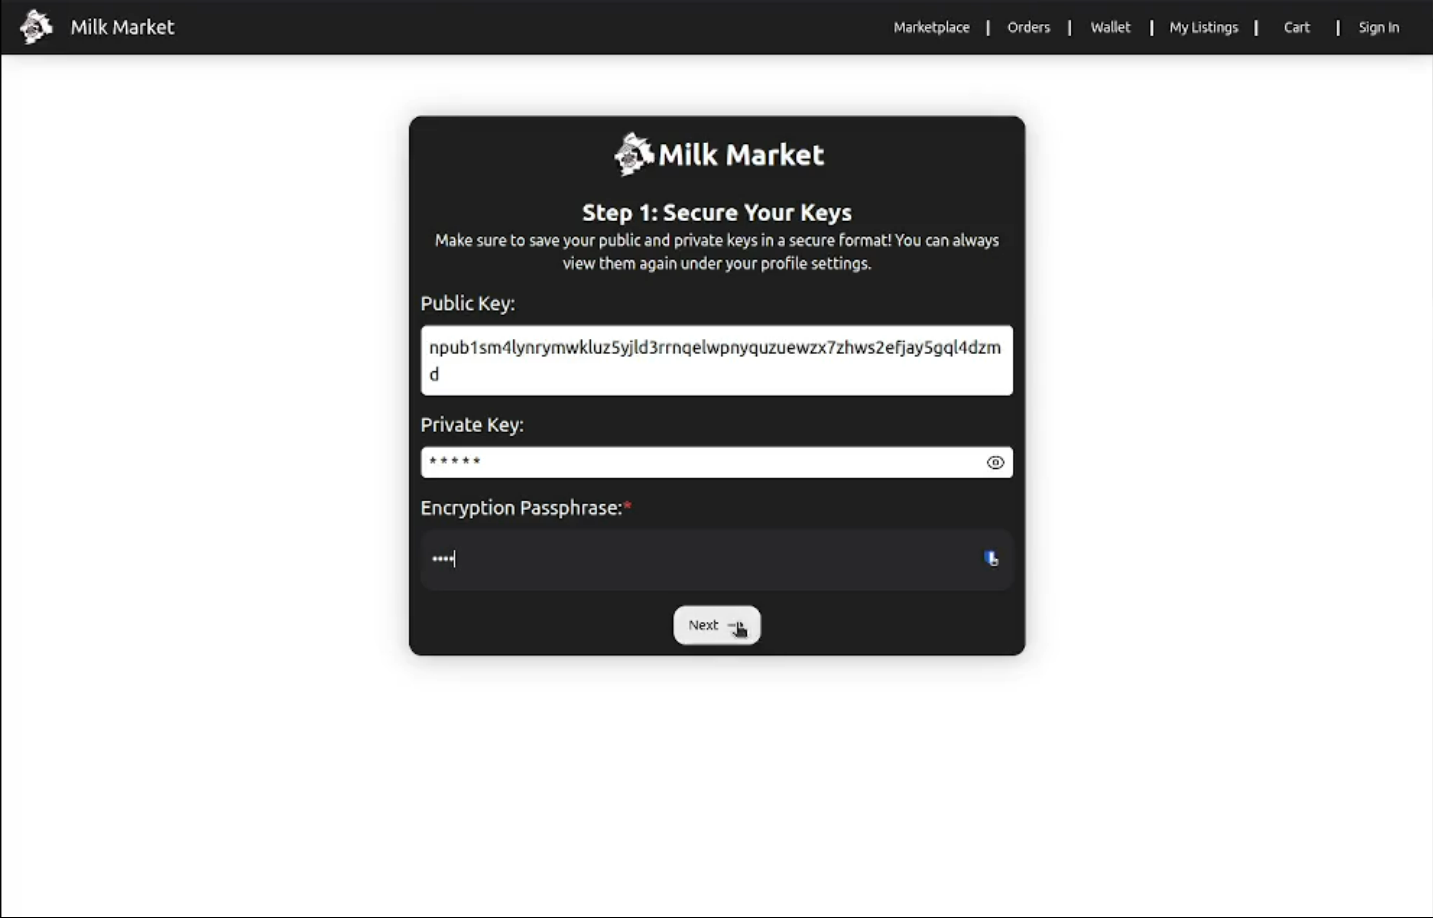 Milk Market
Marketplace | Orders | Wallet | My Listings | Cart | Sign In
Milk Market
Step 1: Secure Your Keys
Make sure to save your public and private keys in a secure format! You can always
view them again under your profile settings.
Public Key:
npub1sm4lynrymwkluz5yjld3rrnqelwpnyquzuewzx7zhws2efjay5gql4dzm
d
Private Key:
*****
Encryption Passphrase:*
••••
Next